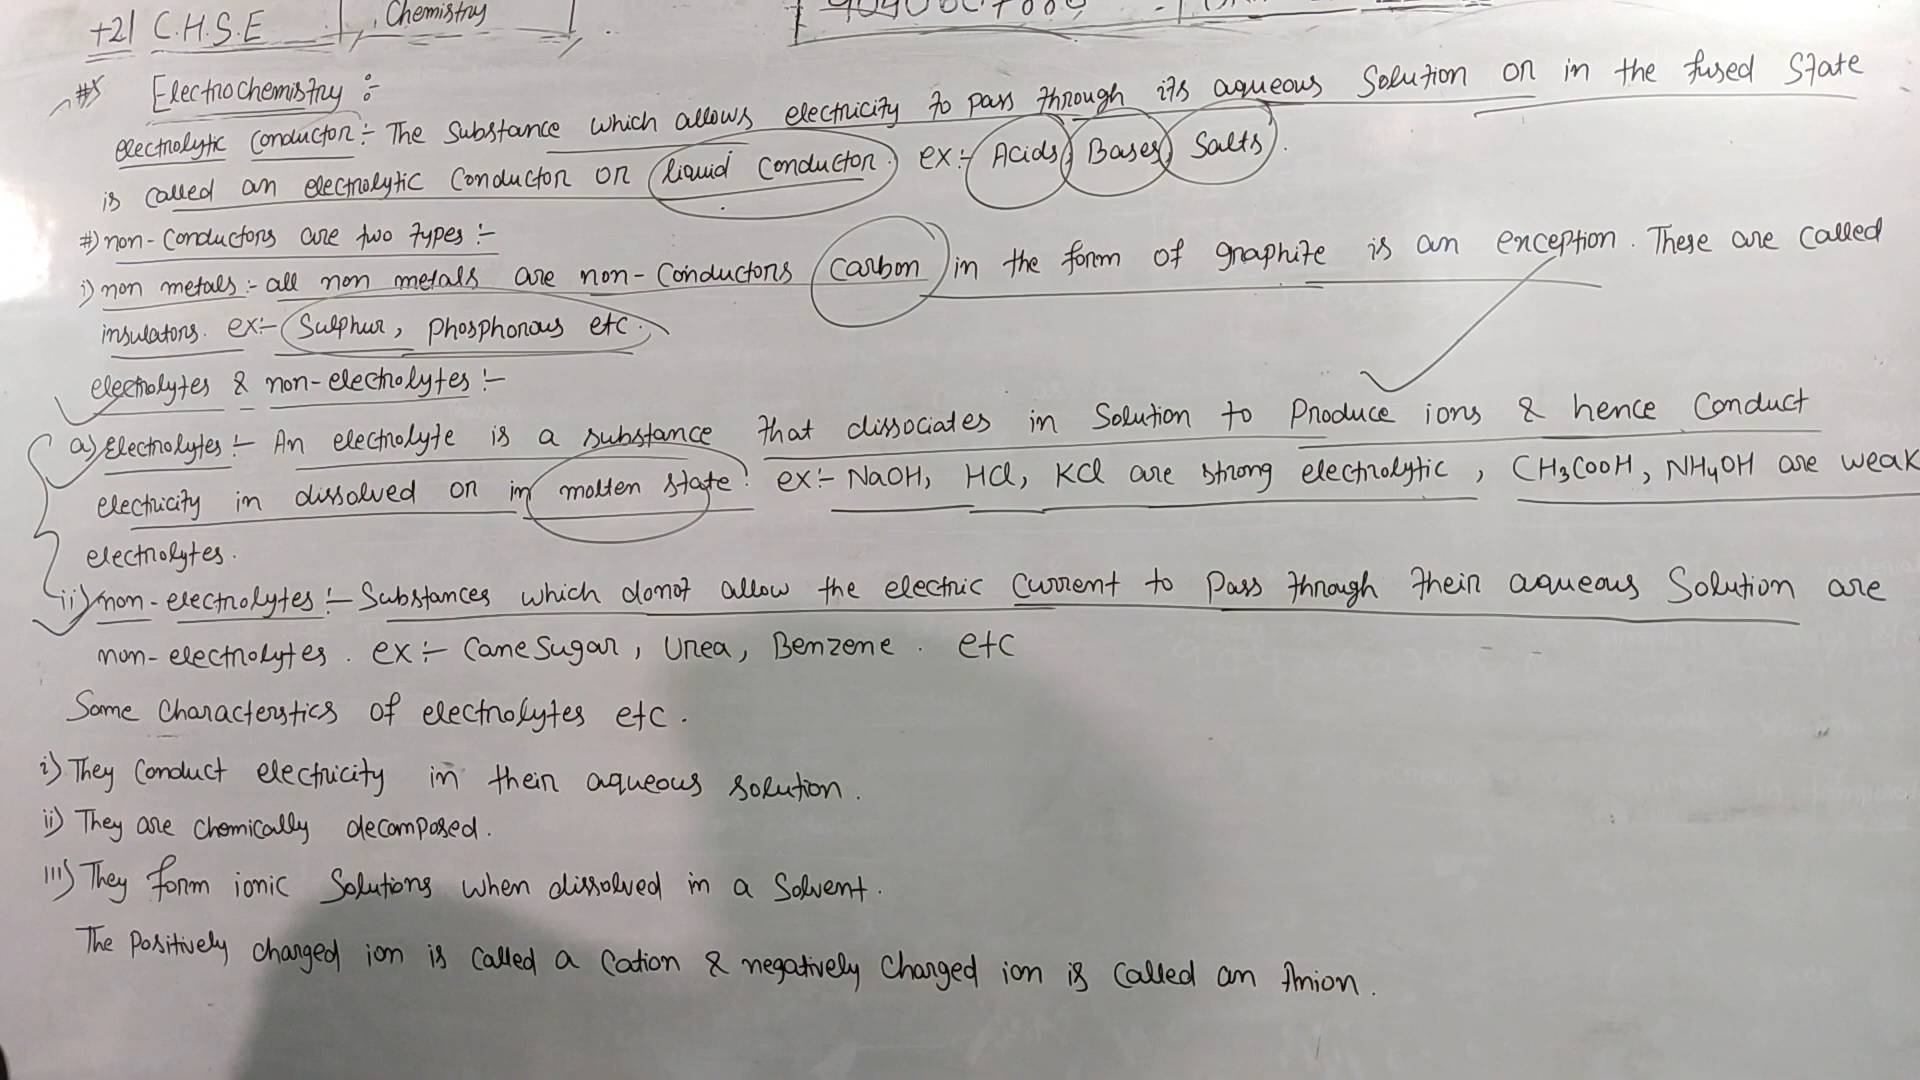 +2 | C.H.S.E | Chemistry
# Electrochemistry :-
electrolytic conductor :- The substance which allows electricity to pass through its aqueous solution or in the fused state
is called an electrolytic conductor or liquid conductor. ex :- Acids, Bases, Salts.
#) non-conductors are two types :-
i) non metals :- all non metals are non-conductors carbon in the form of graphite is an exception. These are called
insulators. ex :- Sulphur, phosphorous etc.
electrolytes & non-electrolytes :-
a) Electrolytes :- An electrolyte is a substance that dissociates in solution to Produce ions & hence conduct
electricity in dissolved or in molten state. ex :- NaOH, HCl, KCl are strong electrolytic, CH3COOH, NH4OH are weak
electrolytes.
ii) non-electrolytes :- Substances which donot allow the electric current to pass through their aqueous solution are
non-electrolytes. ex :- Cane sugar, Urea, Benzene. etc
Some characterstics of electrolytes etc.
i) They conduct electricity in their aqueous solution.
ii) They are chemically decomposed.
iii) They form ionic solutions when dissolved in a solvent.
The positively charged ion is called a cation & negatively charged ion is called an Anion.